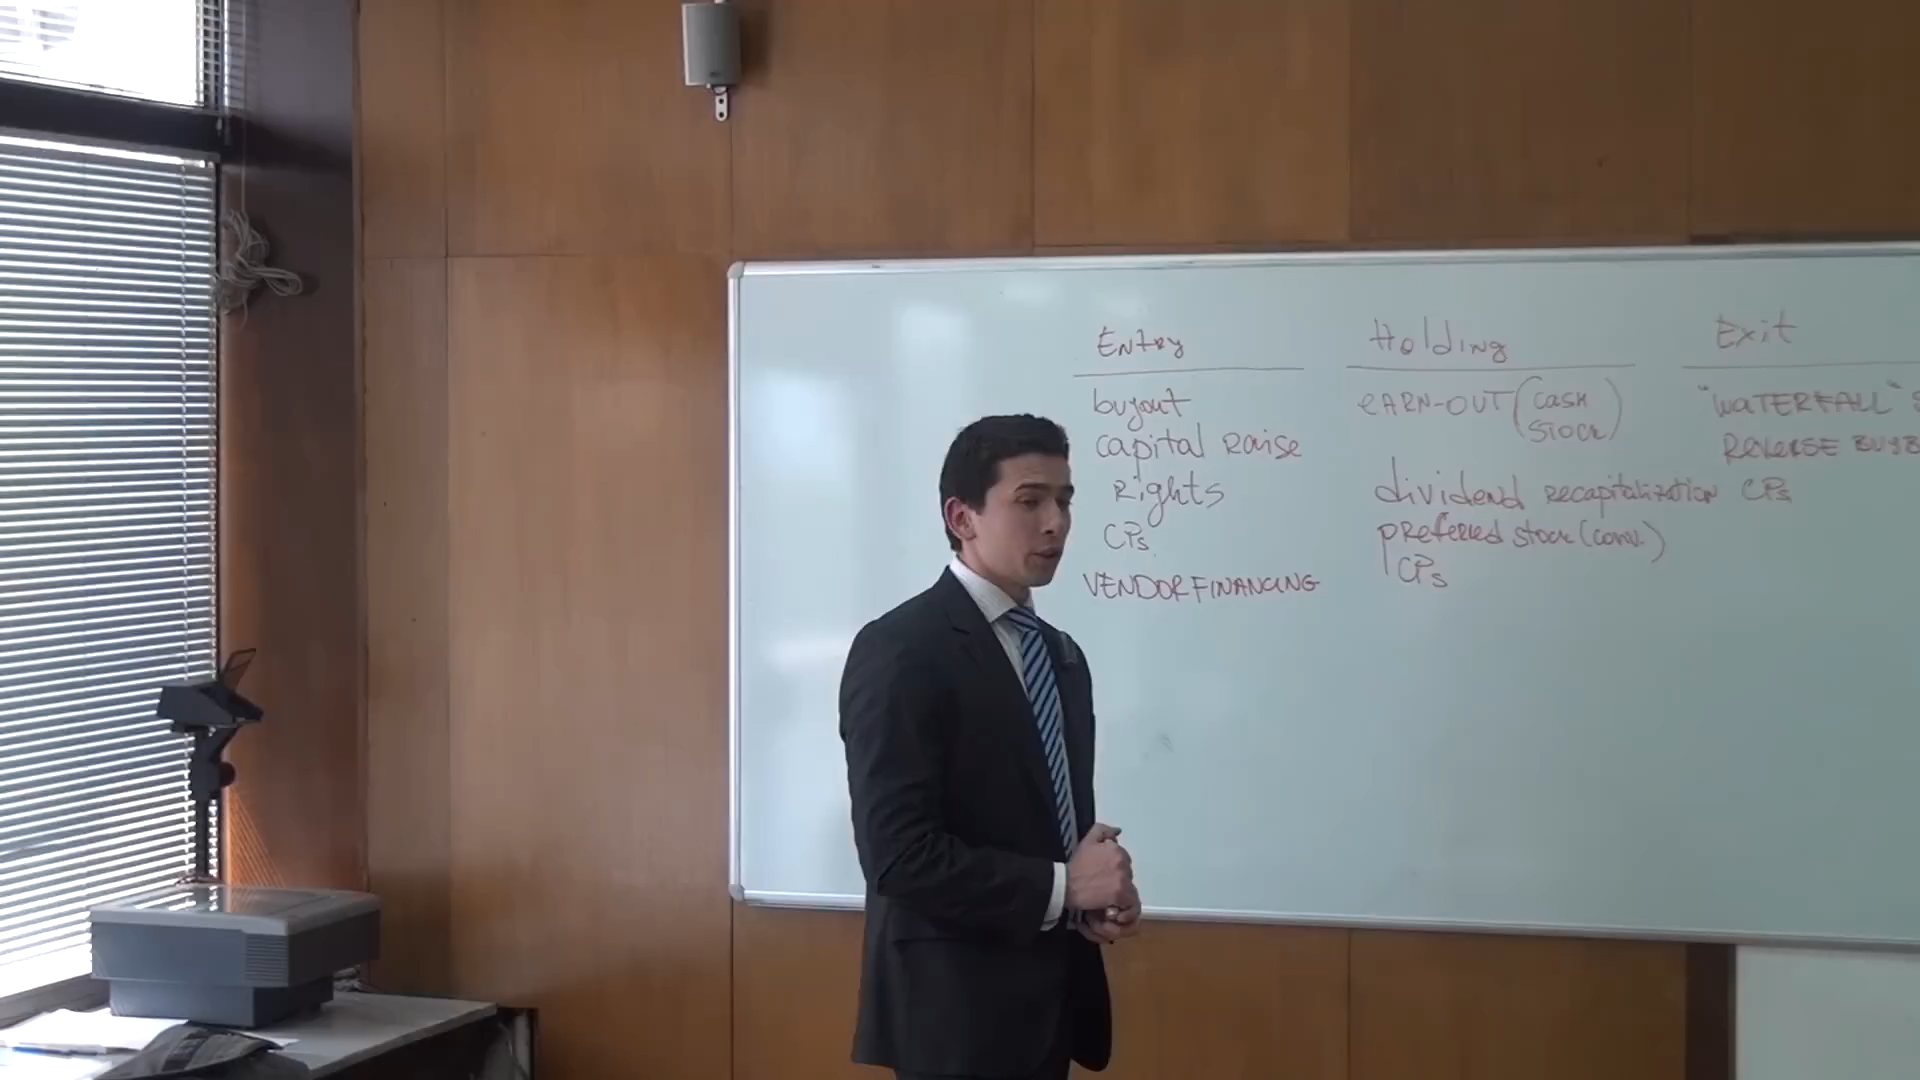 Entry
buyout
capital raise
Rights
CPs
VENDOR FINANCING
Holding
EARN-OUT (cash
stock)
dividend recapitalization CPs
preferred stock (conv.)
CPs
Exit
"WATERFALL" S
REVERSE BUYB